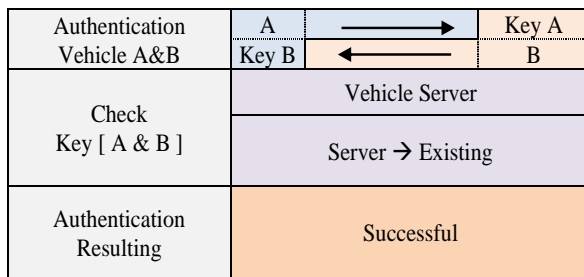 Authentication
Vehicle A&B
A
Key A
Key B
B
Check
Key [ A & B ]
Vehicle Server
Server → Existing
Authentication
Resulting
Successful